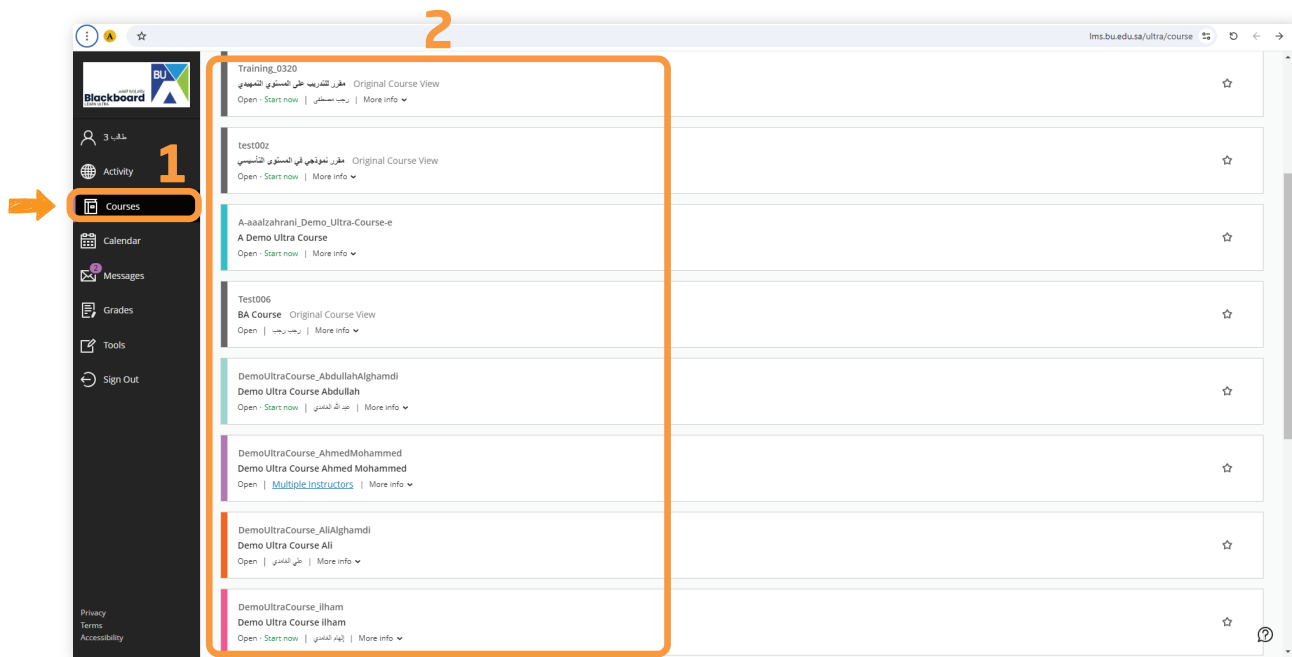 2
lms.bu.edu.sa/ultra/course
BU
Blackboard
LEARN ULTRA
طالب 3
1
Activity
Courses
Calendar
2
Messages
Grades
Tools
Sign Out
Privacy
Terms
Accessibility
Training_0320
مقرر للتدريب على المستوي التمهيدي Original Course View
Open · Start now | رجب مصطفى | More info
test00z
مقرر نموذجي في المستوى التأسيسي Original Course View
Open · Start now | More info
A-aaalzahrani_Demo_Ultra-Course-e
A Demo Ultra Course
Open · Start now | More info
Test006
BA Course Original Course View
Open | رجب رجب | More info
DemoUltraCourse_AbdullahAlghamdi
Demo Ultra Course Abdullah
Open · Start now | عبد الله الغامدي | More info
DemoUltraCourse_AhmedMohammed
Demo Ultra Course Ahmed Mohammed
Open | Multiple Instructors | More info
DemoUltraCourse_AliAlghamdi
Demo Ultra Course Ali
Open | علي الغامدي | More info
DemoUltraCourse_ilham
Demo Ultra Course ilham
Open · Start now | إلهام الغامدي | More info